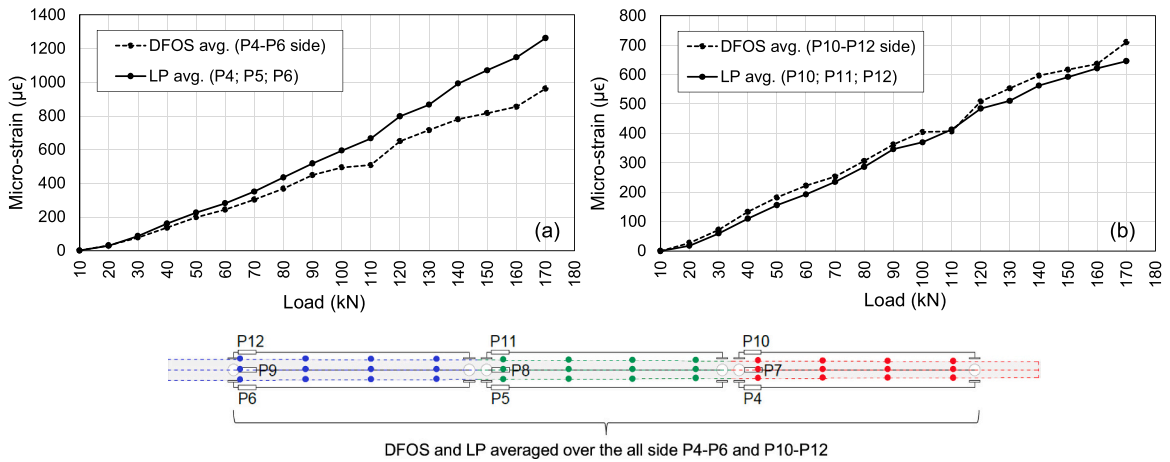 1400
1200
1000
800
600
400
200
0
Micro-strain (µϵ)
DFOS avg. (P4-P6 side)
LP avg. (P4; P5; P6)
(a)
10 20 30 40 50 60 70 80 90 100 110 120 130 140 150 160 170 180
Load (kN)
800
700
600
500
400
300
200
100
0
Micro-strain (µϵ)
DFOS avg. (P10-P12 side)
LP avg. (P10; P11; P12)
(b)
10 20 30 40 50 60 70 80 90 100 110 120 130 140 150 160 170 180
Load (kN)
P12 P11 P10
P9 P8 P7
P6 P5 P4
DFOS and LP averaged over the all side P4-P6 and P10-P12